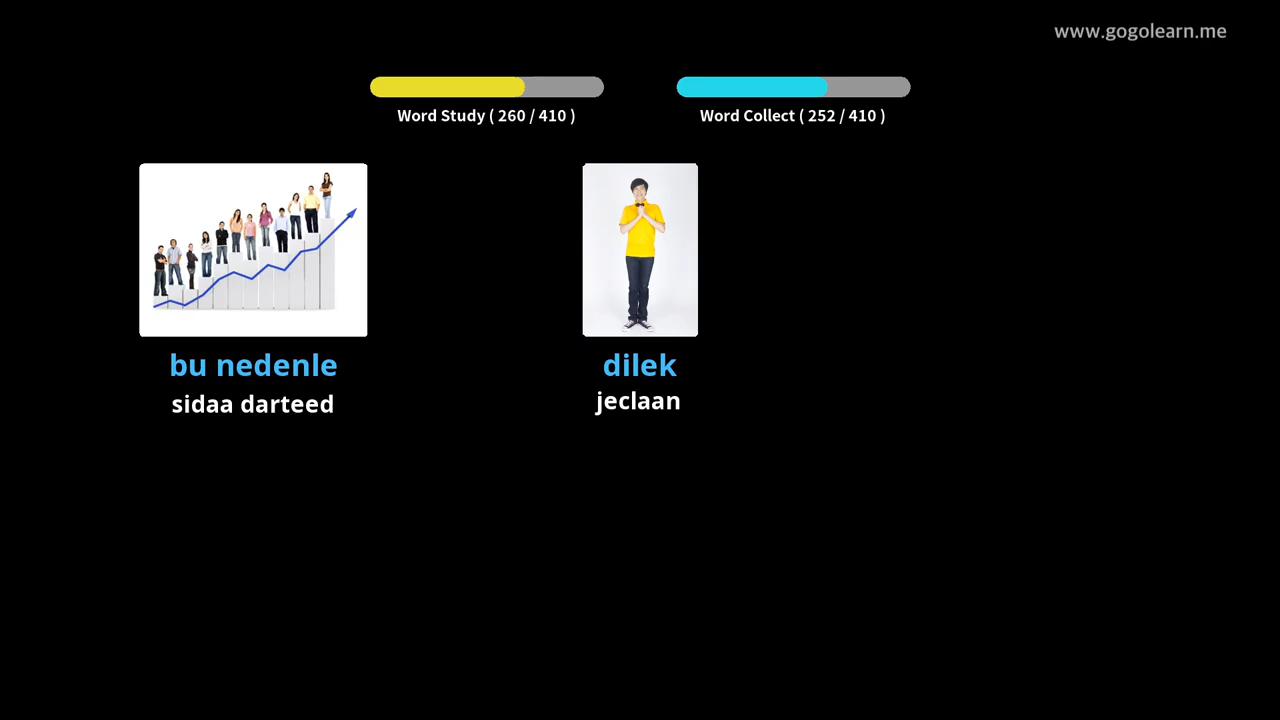 www.gogolearn.me
Word Study ( 260 / 410 )
Word Collect ( 252 / 410 )
bu nedenle
sidaa darteed
dilek
jeclaan